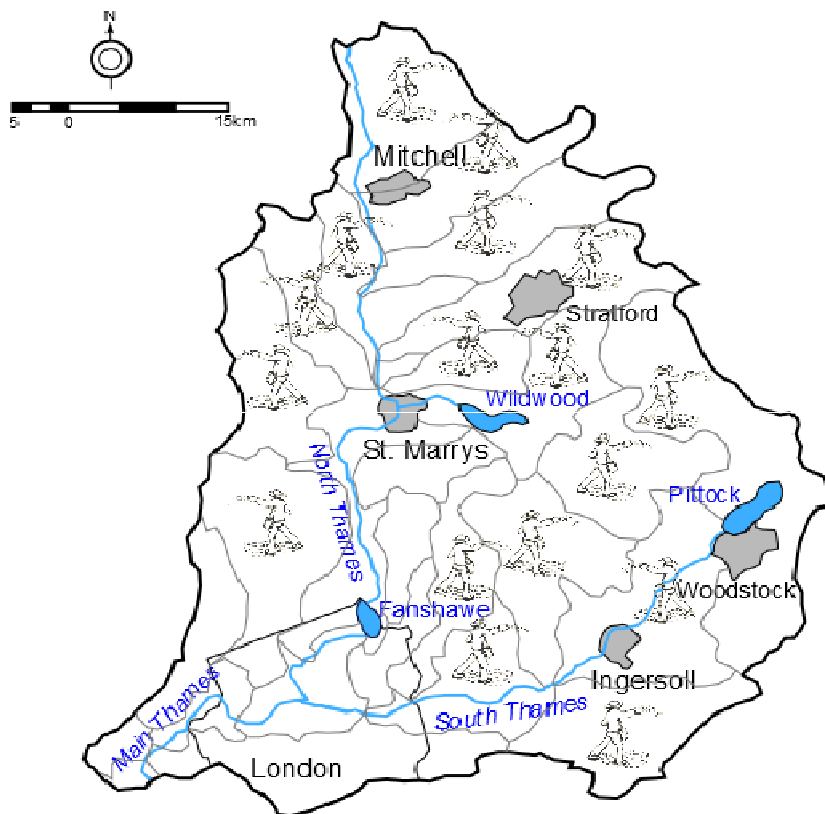 N
5 0 15km
Mitchell
Stratford
Wildwood
St. Marrys
North Thames
Pittock
Woodstock
Fanshawe
Ingersoll
South Thames
Main Thames
London